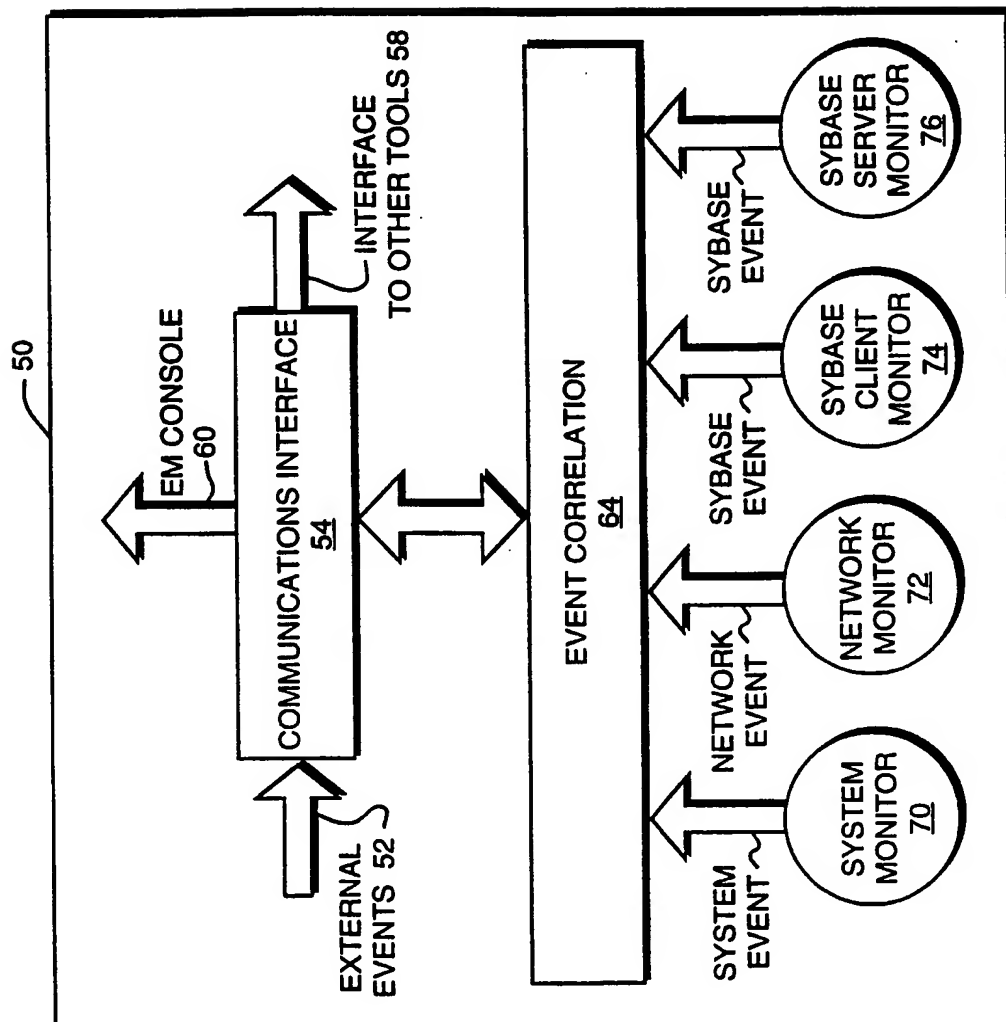 50
EM CONSOLE
60
COMMUNICATIONS INTERFACE
54
INTERFACE
TO OTHER TOOLS 58
EXTERNAL
EVENTS 52
EVENT CORRELATION
64
SYSTEM
EVENT
NETWORK
EVENT
SYBASE
EVENT
SYBASE
EVENT
SYSTEM
MONITOR
70
NETWORK
MONITOR
72
SYBASE
CLIENT
MONITOR
74
SYBASE
SERVER
MONITOR
76